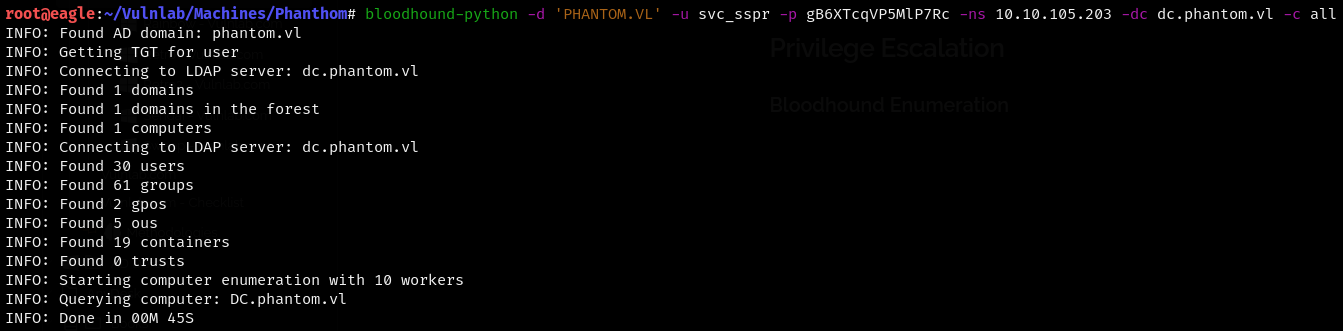 root@eagle:~/Vulnlab/Machines/Phanthom# bloodhound-python -d 'PHANTOM.VL' -u svc_sspr -p gB6XTcqVP5MlP7Rc -ns 10.10.105.203 -dc dc.phantom.vl -c all
INFO: Found AD domain: phantom.vl
Privilege Escalation
INFO: Getting TGT for user
INFO: Connecting to LDAP server: dc.phantom.vl
INFO: Found 1 domains
Bloodhound Enumeration
INFO: Found 1 domains in the forest
INFO: Found 1 computers
INFO: Connecting to LDAP server: dc.phantom.vl
INFO: Found 30 users
INFO: Found 61 groups
INFO: Found 2 gpos
INFO: Found 5 ous
INFO: Found 19 containers
INFO: Found 0 trusts
INFO: Starting computer enumeration with 10 workers
INFO: Querying computer: DC.phantom.vl
INFO: Done in 00M 45S